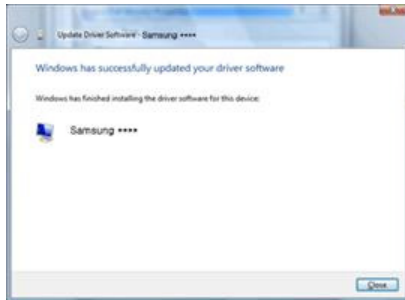 Update Driver Software - Samsung ••••
Windows has successfully updated your driver software
Windows has finished installing the driver software for this device:
Samsung ••••
Close